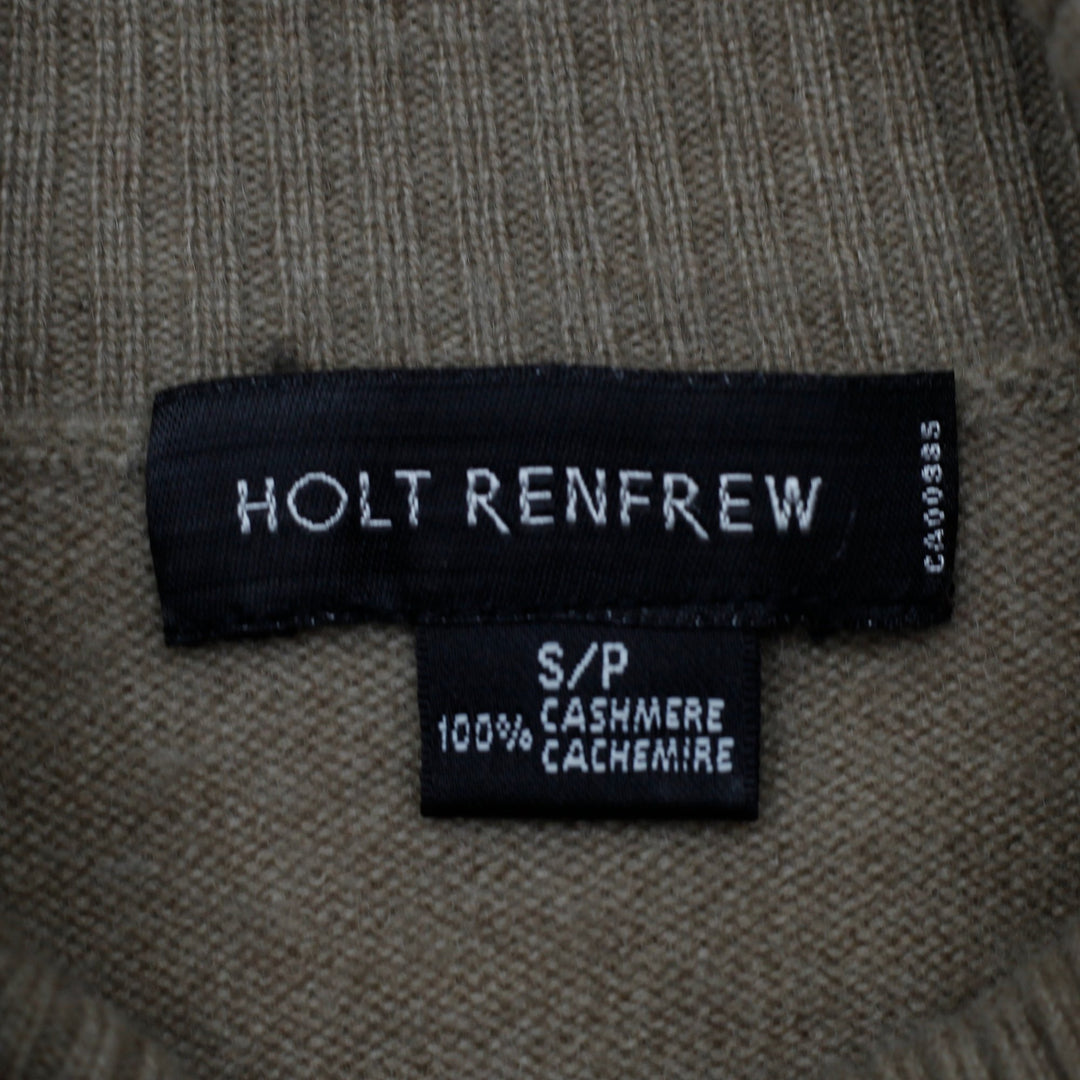 HOLT RENFREW
CA00385
S/P
100% CASHMERE
CACHEMIRE